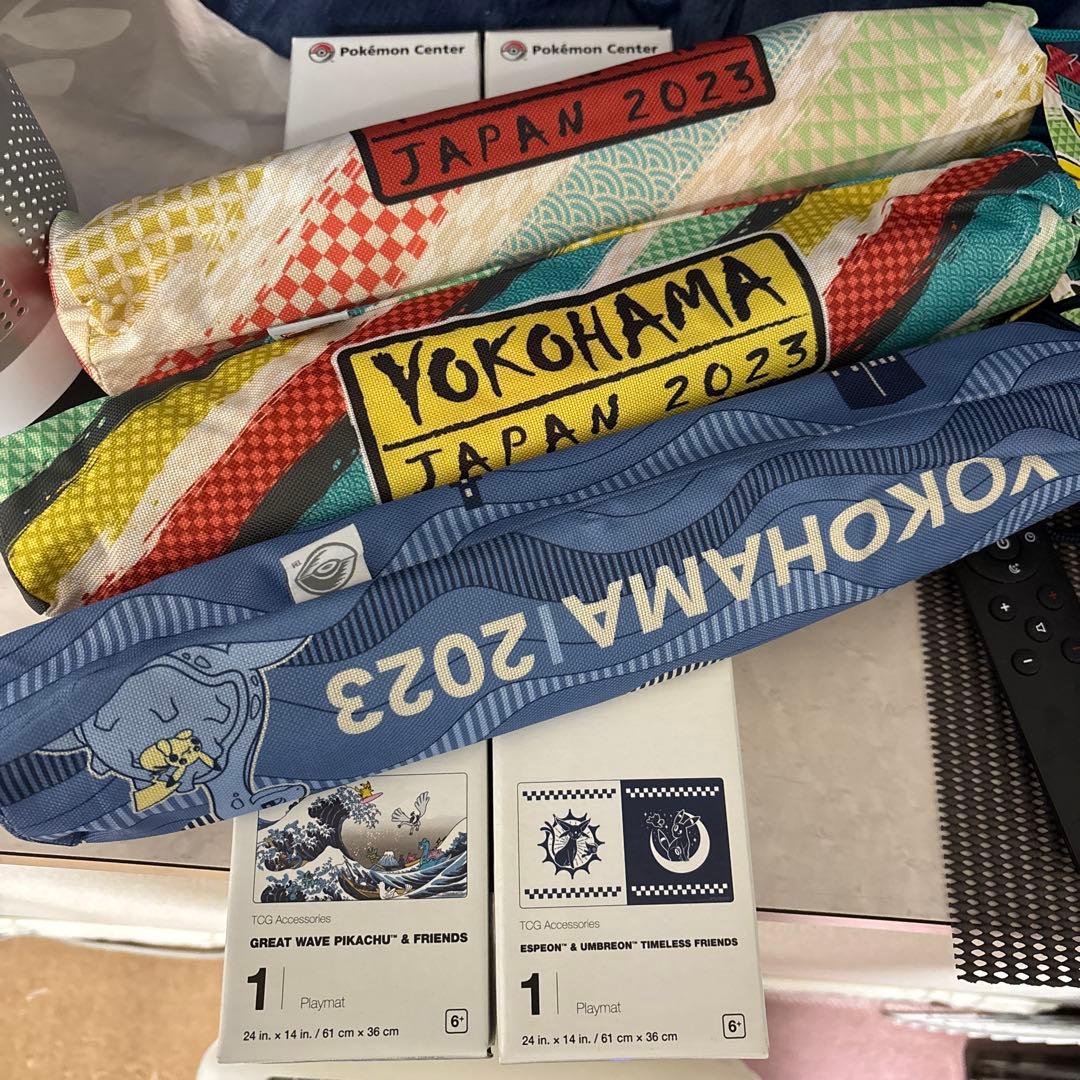 Pokémon Center
Pokémon Center
JAPAN 2023
YOKOHAMA
JAPAN 2023
YOKOHAMA | 2023
TM
TCG Accessories
GREAT WAVE PIKACHU™ & FRIENDS
1 | Playmat
24 in. x 14 in. / 61 cm x 36 cm
6+
TCG Accessories
ESPEON™ & UMBREON™ TIMELESS FRIENDS
1 | Playmat
24 in. x 14 in. / 61 cm x 36 cm
6+